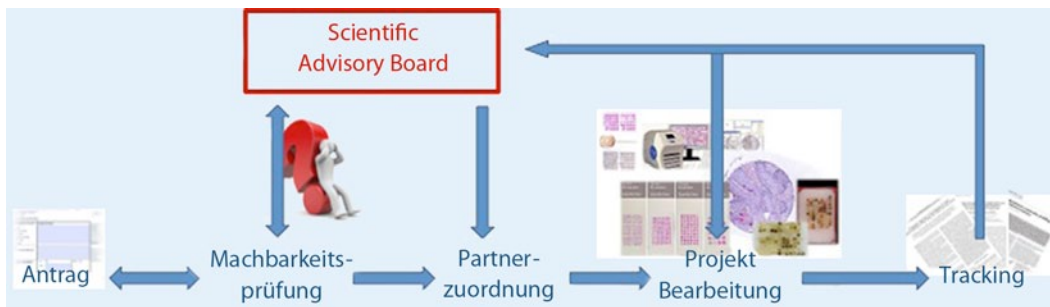 Scientific
Advisory Board
Antrag
Machbarkeits-
prüfung
Partner-
zuordnung
Projekt
Bearbeitung
Tracking